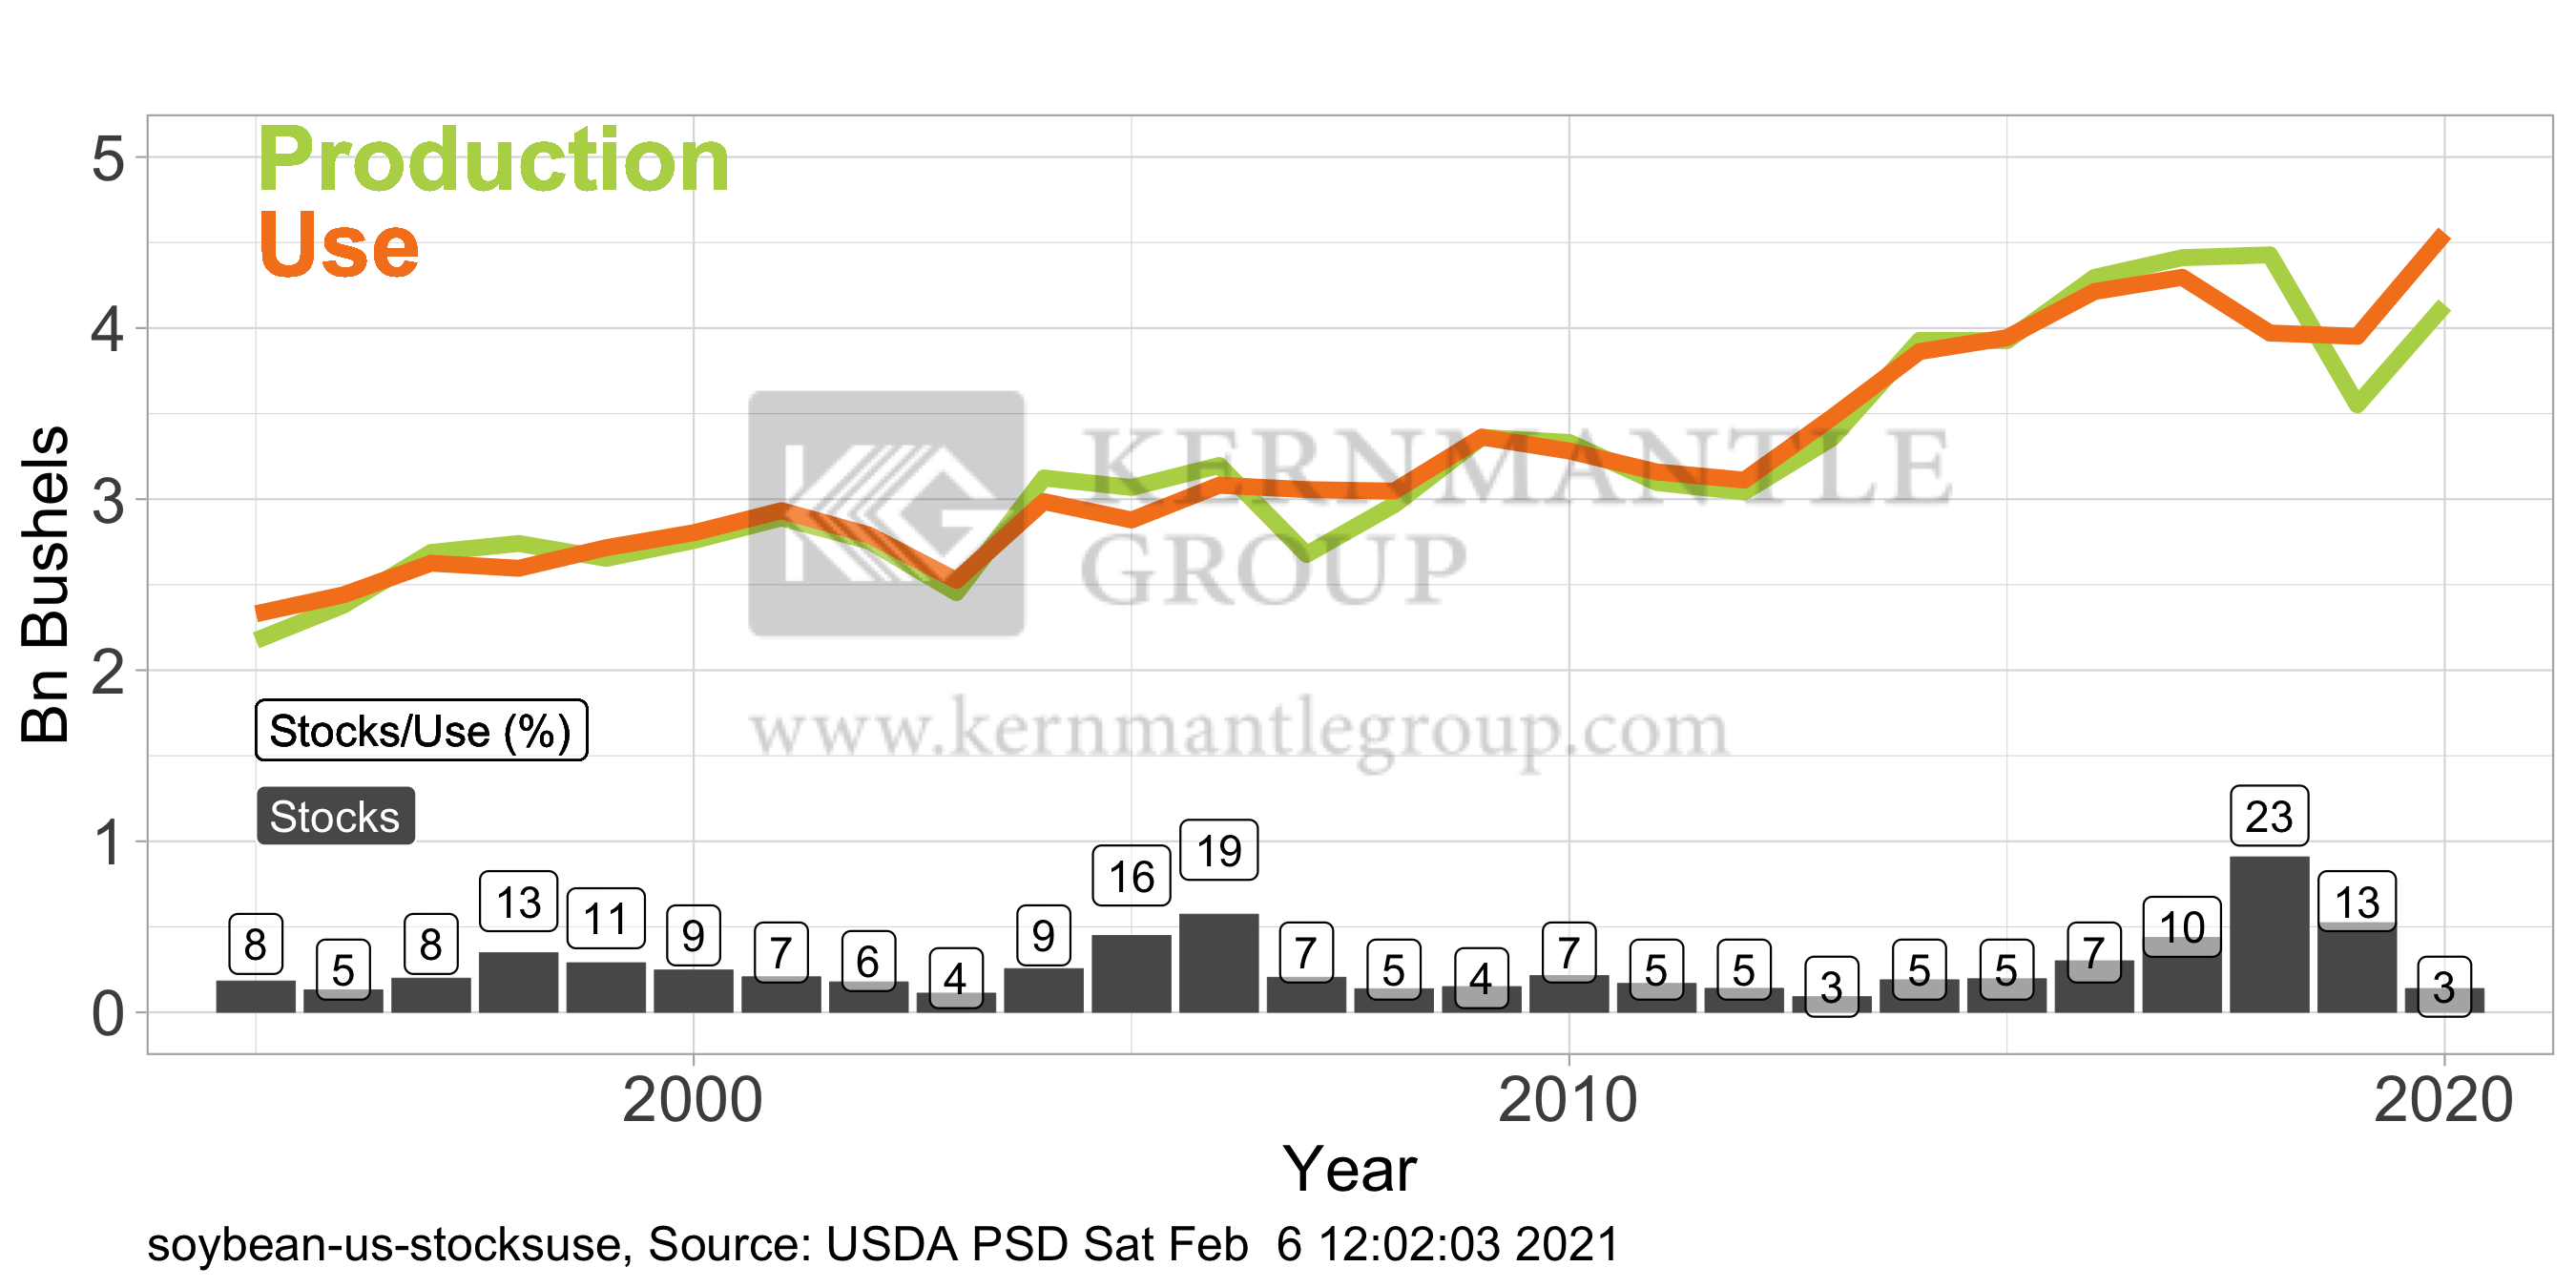 Production
Use
5
4
3
2
1
0
Bn Bushels
KERNMANTLE
GROUP
www.kernmantlegroup.com
Stocks/Use (%)
Stocks
8 5 8 13 11 9 7 6 4 9 16 19 7 5 4 7 5 5 3 5 5 7 10 23 13 3
2000 2010 2020
Year
soybean-us-stocksuse, Source: USDA PSD Sat Feb  6 12:02:03 2021